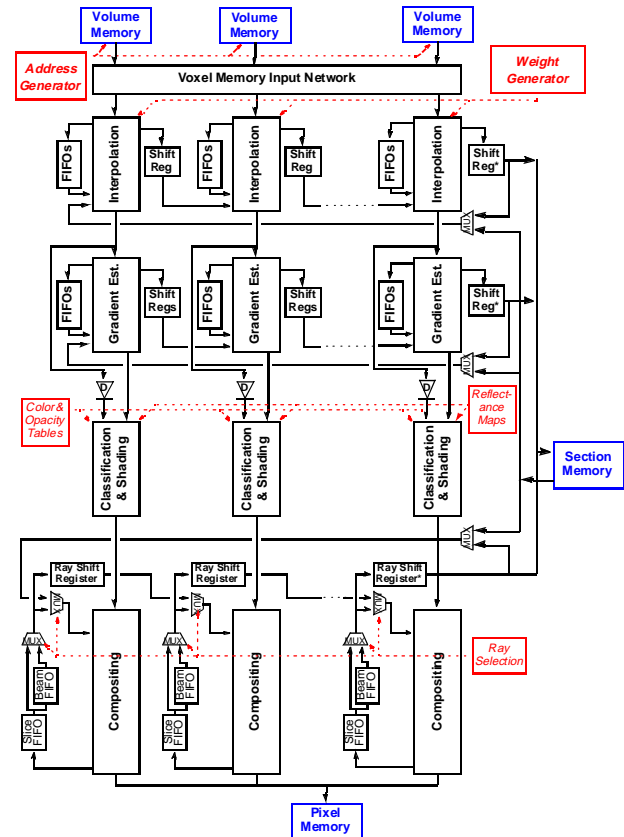 Volume
Memory
Volume
Memory
Volume
Memory
Address
Generator
Weight
Generator
Voxel Memory Input Network
FIFOs
Interpolation
Shift
Reg
FIFOs
Interpolation
Shift
Reg
FIFOs
Interpolation
Shift
Reg*
MUX
FIFOs
Gradient Est.
Shift
Regs
FIFOs
Gradient Est.
Shift
Regs
FIFOs
Gradient Est.
Shift
Reg*
MUX
D
D
D
Color&
Opacity
Tables
Reflect-
ance
Maps
Classification
& Shading
Classification
& Shading
Classification
& Shading
Section
Memory
MUX
Ray Shift
Register
Ray Shift
Register
Ray Shift
Register*
MUX
MUX
MUX
MUX
MUX
MUX
Compositing
Compositing
Compositing
Ray
Selection
Beam
FIFO
Beam
FIFO
Beam
FIFO
Slice
FIFO
Slice
FIFO
Slice
FIFO
Pixel
Memory